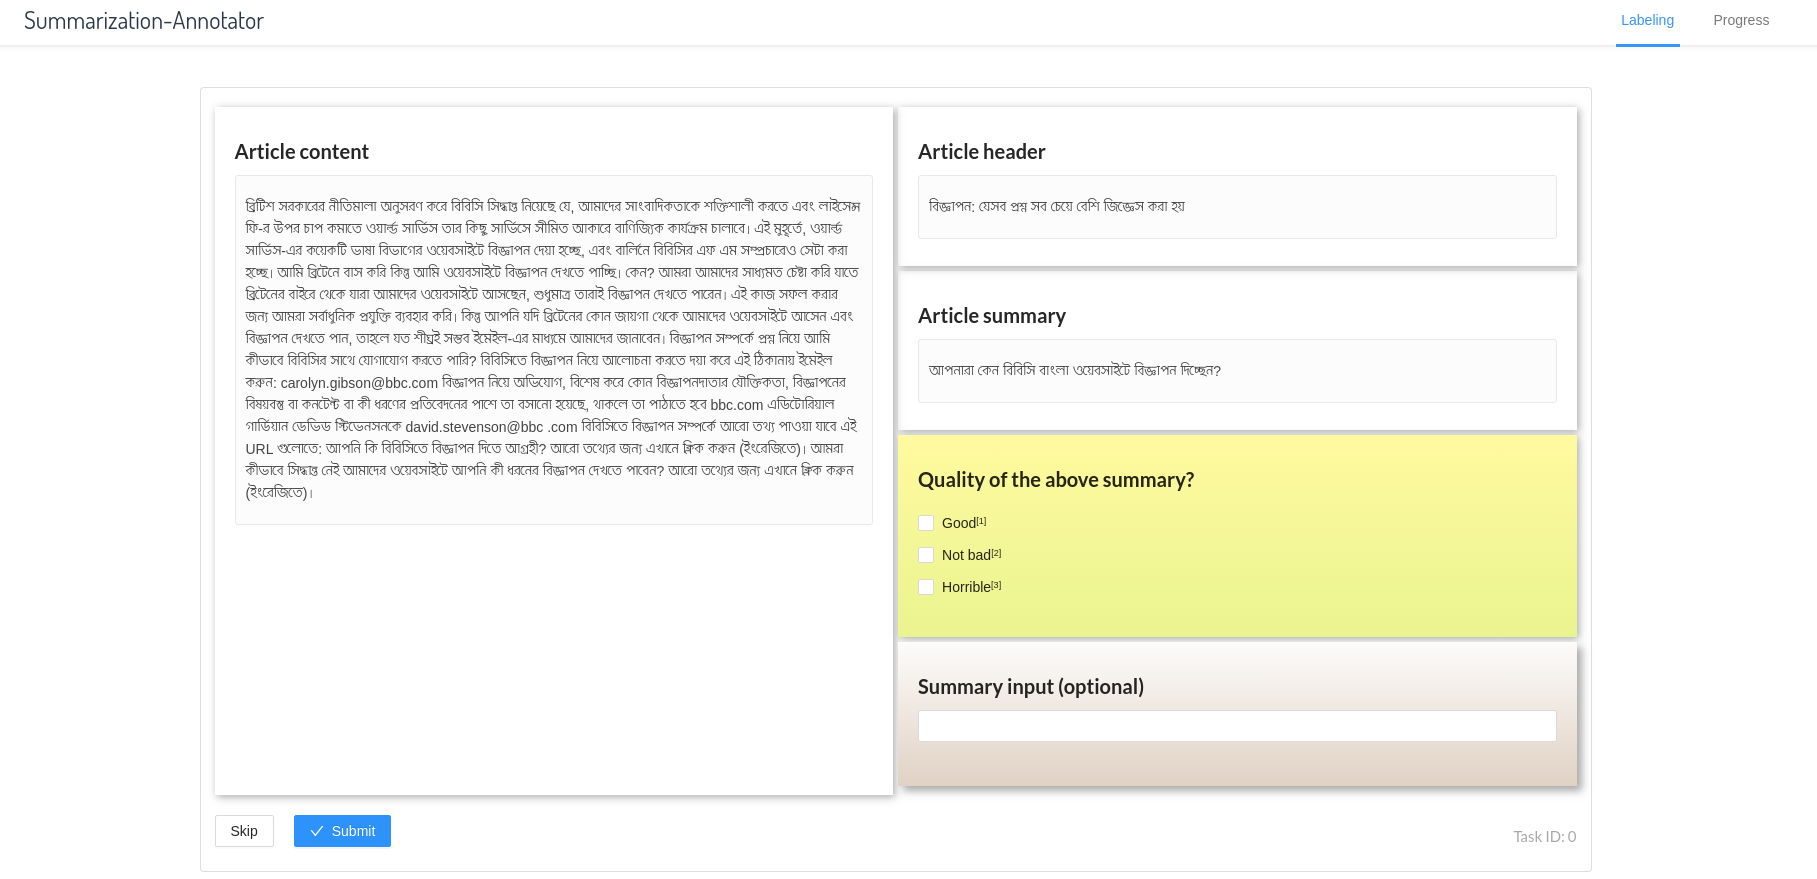 Summarization-Annotator
Labeling
Progress
Article content
ব্রিটিশ সরকারের নীতিমালা অনুসরণ করে বিবিসি সিদ্ধান্ত নিয়েছে যে, আমাদের সাংবাদিকতাকে শক্তিশালী করতে এবং লাইসেন্স
ফি-র উপর চাপ কমাতে ওয়ার্ল্ড সার্ভিস তার কিছু সার্ভিসে সীমিত আকারে বাণিজ্যিক কার্যক্রম চালাবে। এই মুহূর্তে, ওয়ার্ল্ড
সার্ভিস-এর কয়েকটি ভাষা বিভাগের ওয়েবসাইটে বিজ্ঞাপন দেয়া হচ্ছে, এবং বার্লিনে বিবিসির এফ এম সম্প্রচারেও সেটা করা
হচ্ছে। আমি ব্রিটেনে বাস করি কিন্তু আমি ওয়েবসাইটে বিজ্ঞাপন দেখতে পাচ্ছি। কেন? আমরা আমাদের সাধ্যমত চেষ্টা করি যাতে
ব্রিটেনের বাইরে থেকে যারা আমাদের ওয়েবসাইটে আসছেন, শুধুমাত্র তারাই বিজ্ঞাপন দেখতে পারেন। এই কাজ সফল করার
জন্য আমরা সর্বাধুনিক প্রযুক্তি ব্যবহার করি। কিন্তু আপনি যদি ব্রিটেনের কোন জায়গা থেকে আমাদের ওয়েবসাইটে আসেন এবং
বিজ্ঞাপন দেখতে পান, তাহলে যত শীঘ্রই সম্ভব ইমেইল-এর মাধ্যমে আমাদের জানাবেন। বিজ্ঞাপন সম্পর্কে প্রশ্ন নিয়ে আমি
কীভাবে বিবিসির সাথে যোগাযোগ করতে পারি? বিবিসিতে বিজ্ঞাপন নিয়ে আলোচনা করতে দয়া করে এই ঠিকানায় ইমেইল
করুন: carolyn.gibson@bbc.com বিজ্ঞাপন নিয়ে অভিযোগ, বিশেষ করে কোন বিজ্ঞাপনদাতার যৌক্তিকতা, বিজ্ঞাপনের
বিষয়বস্তু বা কনটেন্ট বা কী ধরণের প্রতিবেদনের পাশে তা বসানো হয়েছে, থাকলে তা পাঠাতে হবে bbc.com এডিটোরিয়াল
গার্ডিয়ান ডেভিড স্টিভেনসনকে david.stevenson@bbc .com বিবিসিতে বিজ্ঞাপন সম্পর্কে আরো তথ্য পাওয়া যাবে এই
URL গুলোতে: আপনি কি বিবিসিতে বিজ্ঞাপন দিতে আগ্রহী? আরো তথ্যের জন্য এখানে ক্লিক করুন (ইংরেজিতে)। আমরা
কীভাবে সিদ্ধান্ত নেই আমাদের ওয়েবসাইটে আপনি কী ধরনের বিজ্ঞাপন দেখতে পাবেন? আরো তথ্যের জন্য এখানে ক্লিক করুন
(ইংরেজিতে)।
Article header
বিজ্ঞাপন: যেসব প্রশ্ন সব চেয়ে বেশি জিজ্ঞেস করা হয়
Article summary
আপনারা কেন বিবিসি বাংলা ওয়েবসাইটে বিজ্ঞাপন দিচ্ছেন?
Quality of the above summary?
Good[1]
Not bad[2]
Horrible[3]
Summary input (optional)
Skip
Submit
Task ID: 0